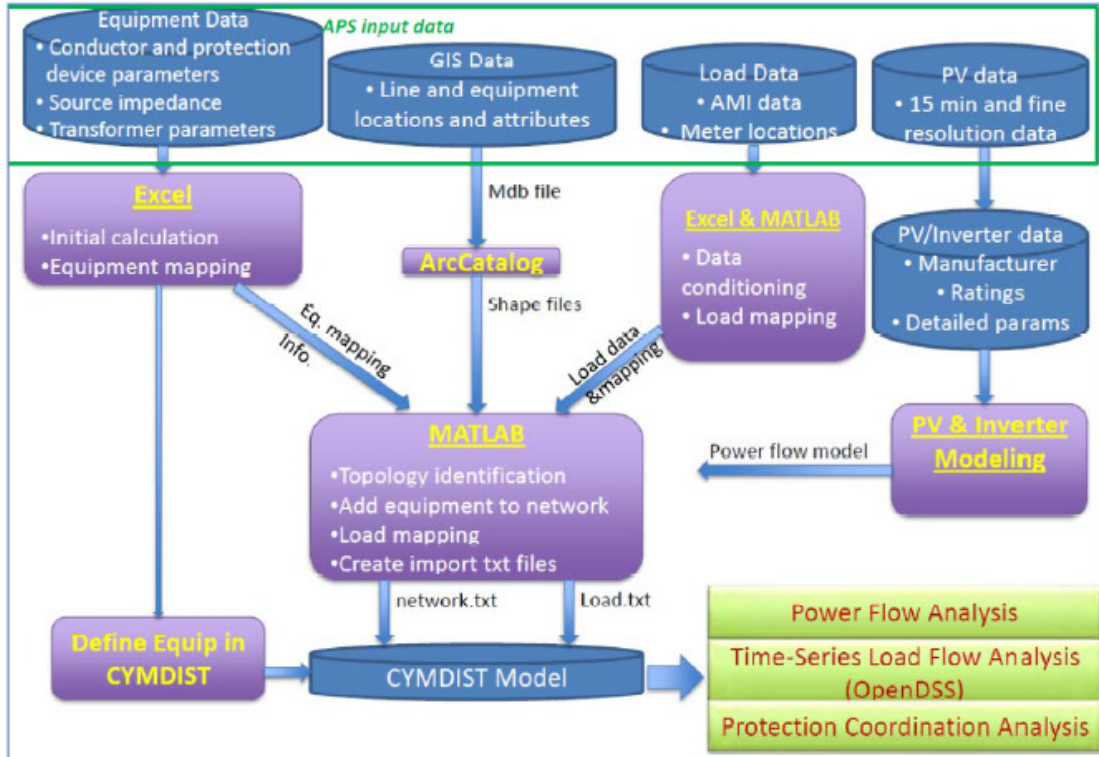 Equipment Data
• Conductor and protection
device parameters
• Source impedance
• Transformer parameters
APS input data
GIS Data
• Line and equipment
locations and attributes
Load Data
• AMI data
• Meter locations
PV data
• 15 min and fine
resolution data
Excel
•Initial calculation
•Equipment mapping
Mdb file
ArcCatalog
Shape files
Excel & MATLAB
• Data
conditioning
• Load mapping
PV/Inverter data
• Manufacturer
• Ratings
• Detailed params
Eq. mapping
Info.
Load data
&mapping
MATLAB
•Topology identification
•Add equipment to network
•Load mapping
•Create import txt files
Power flow model
PV & Inverter
Modeling
network.txt
Load.txt
Define Equip in
CYMDIST
CYMDIST Model
Power Flow Analysis
Time-Series Load Flow Analysis
(OpenDSS)
Protection Coordination Analysis